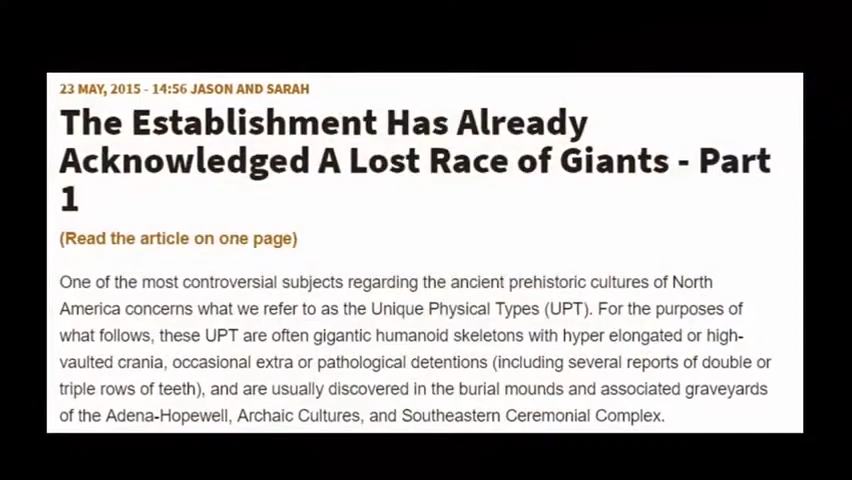 23 MAY, 2015 - 14:56 JASON AND SARAH
The Establishment Has Already
Acknowledged A Lost Race of Giants - Part
1
(Read the article on one page)
One of the most controversial subjects regarding the ancient prehistoric cultures of North
America concerns what we refer to as the Unique Physical Types (UPT). For the purposes of
what follows, these UPT are often gigantic humanoid skeletons with hyper elongated or high-
vaulted crania, occasional extra or pathological detentions (including several reports of double or
triple rows of teeth), and are usually discovered in the burial mounds and associated graveyards
of the Adena-Hopewell, Archaic Cultures, and Southeastern Ceremonial Complex.